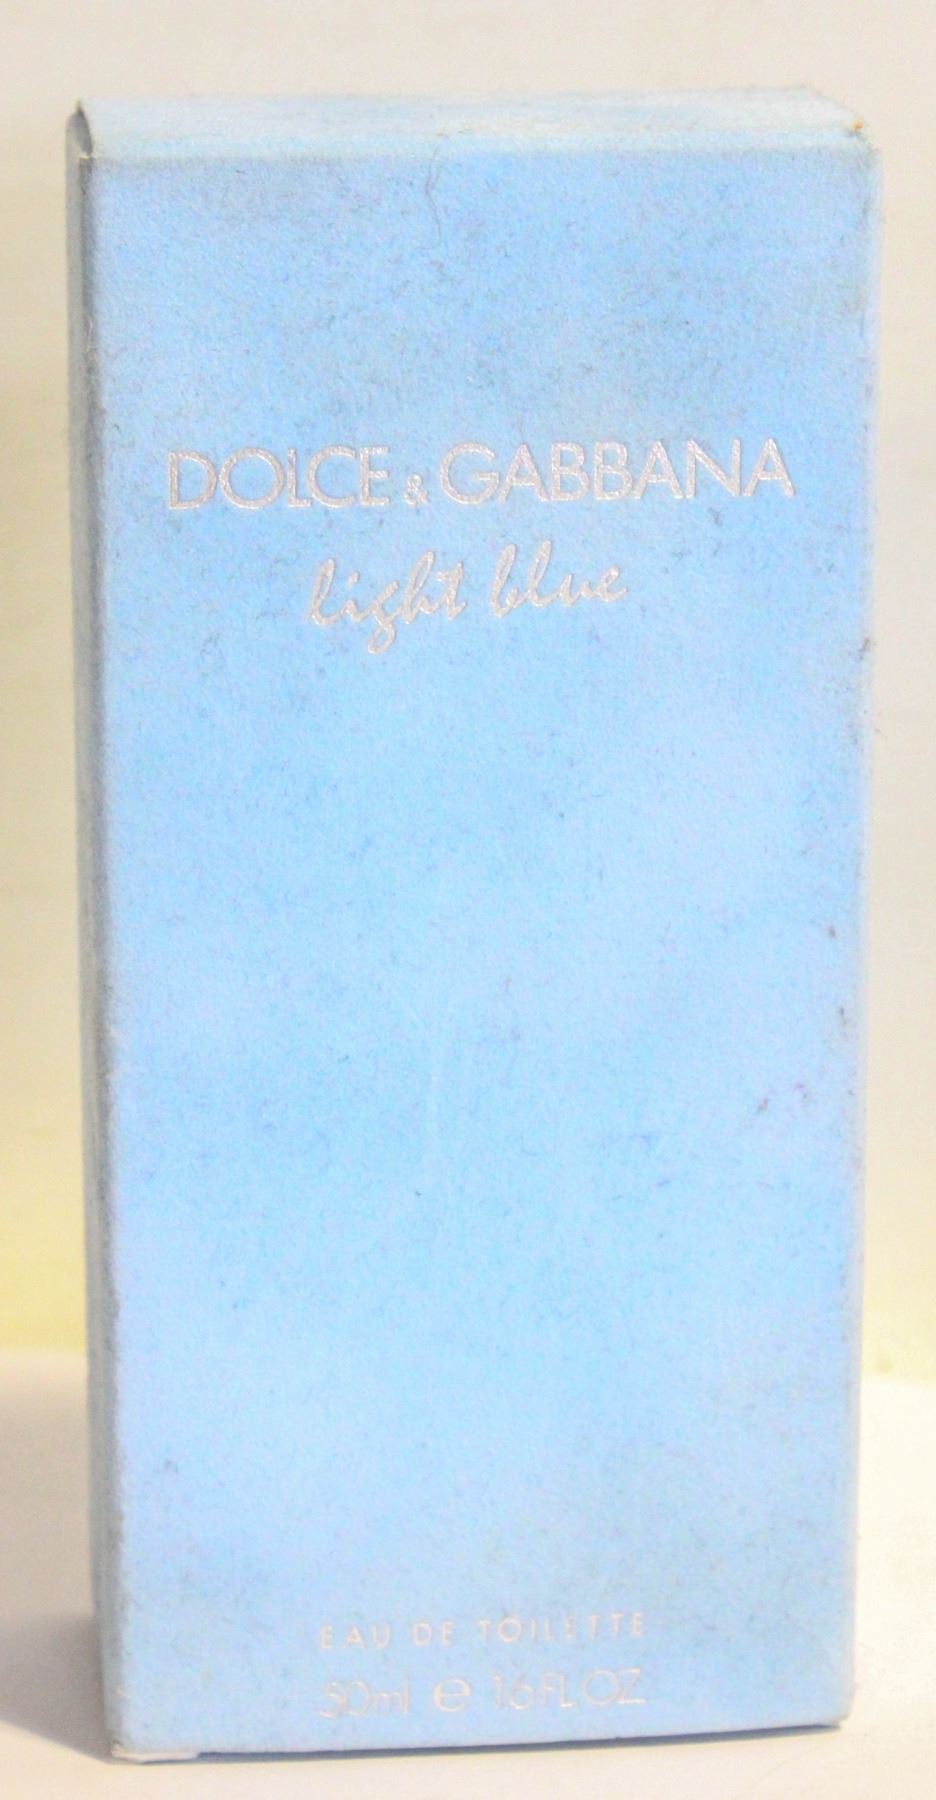 DOLCE & GABBANA
light blue
EAU DE TOILETTE
50ml e 1.6 FL OZ